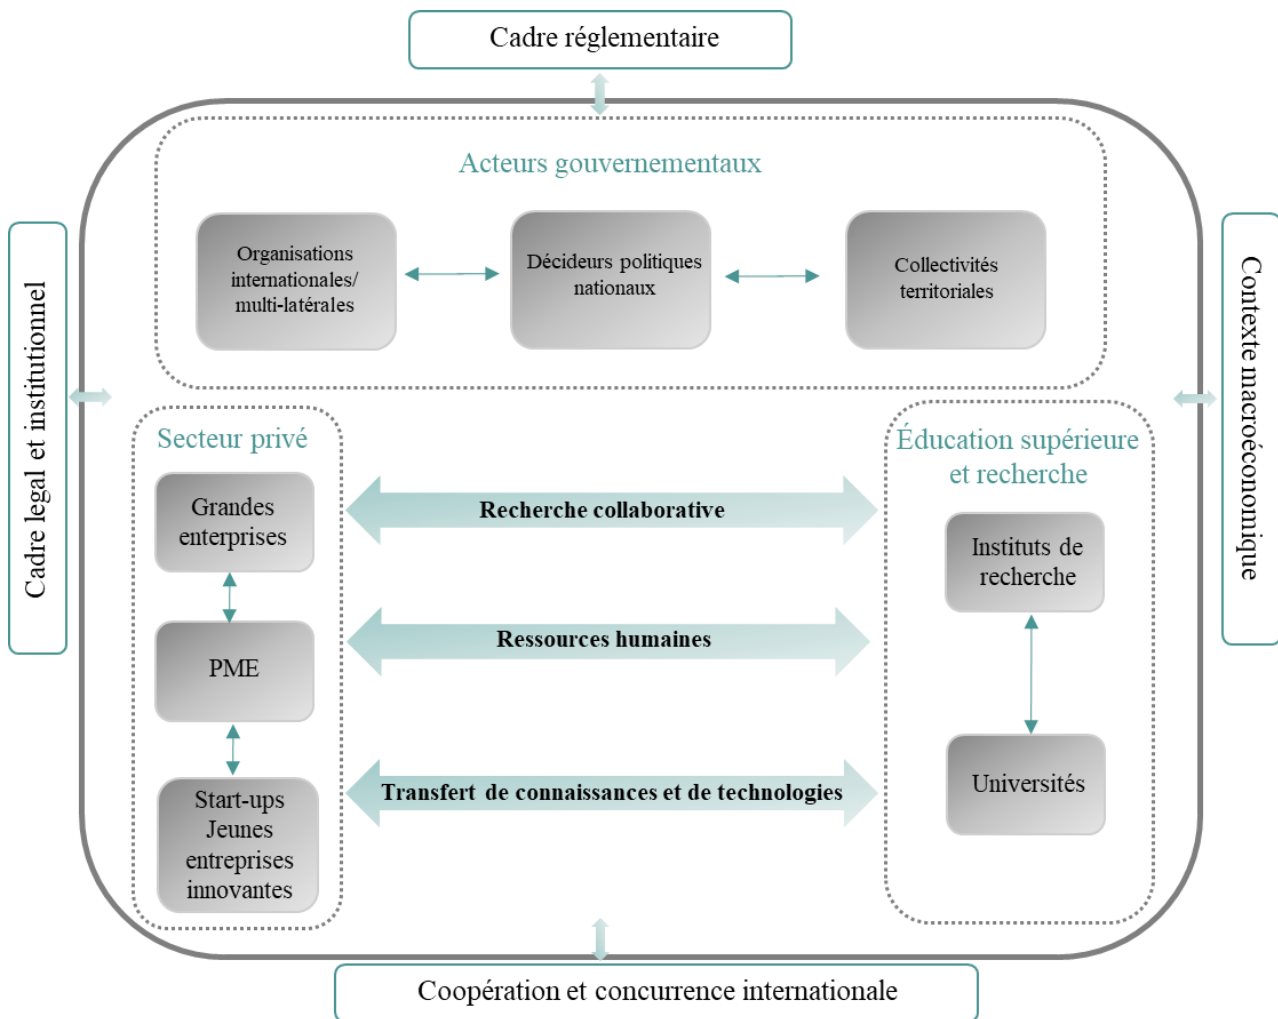 Cadre réglementaire
Acteurs gouvernementaux
Organisations
internationales/
multi-latérales
Décideurs politiques
nationaux
Collectivités
territoriales
Cadre legal et institutionnel
Contexte macroéconomique
Secteur privé
Grandes
enterprises
PME
Start-ups
Jeunes
entreprises
innovantes
Recherche collaborative
Ressources humaines
Transfert de connaissances et de technologies
Éducation supérieure
et recherche
Instituts de
recherche
Universités
Coopération et concurrence internationale